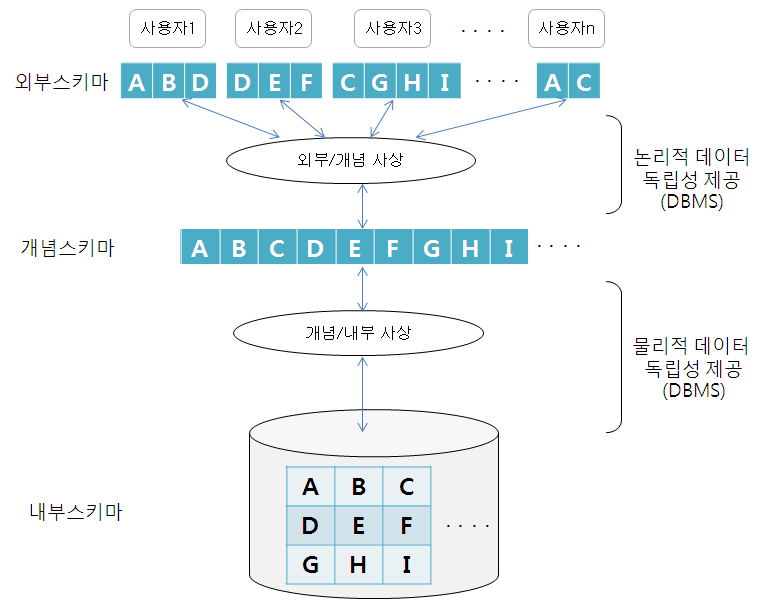 사용자1 사용자2 사용자3 · · · · 사용자n
외부스키마 A B D D E F C G H I · · · · A C
외부/개념 사상
논리적 데이터
독립성 제공
(DBMS)
개념스키마 A B C D E F G H I · · · ·
개념/내부 사상
물리적 데이터
독립성 제공
(DBMS)
내부스키마
A B C
D E F · · · ·
G H I